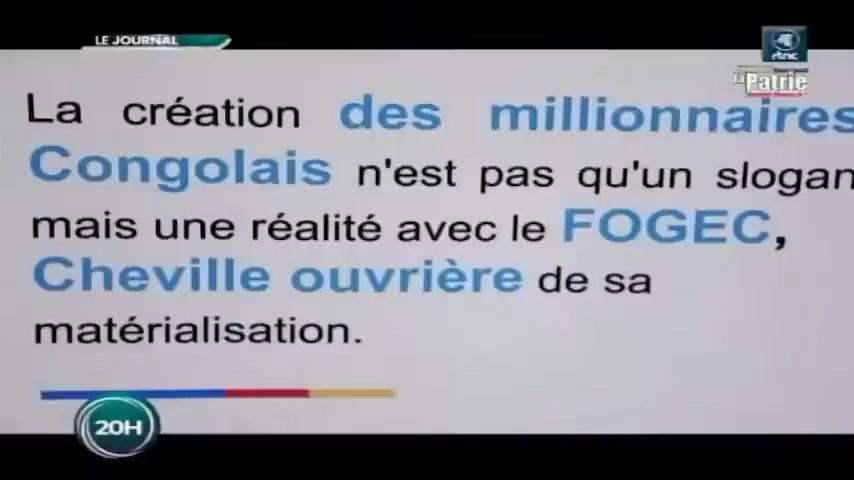 LE JOURNAL
rtnc
la Patrie
La création des millionnaires
Congolais n'est pas qu'un slogan
mais une réalité avec le FOGEC,
Cheville ouvrière de sa
matérialisation.
20H